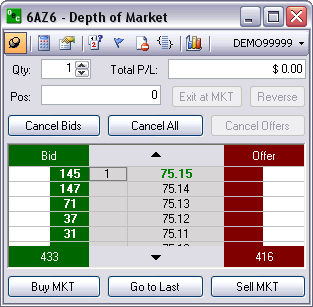 6AZ6 - Depth of Market
DEMO99999
Qty: 1 Total P/L: $ 0.00
Pos: 0 Exit at MKT Reverse
Cancel Bids Cancel All Cancel Offers
Bid Offer
145 1 75.15
147 75.14
71 75.13
37 75.12
31 75.11
433 416
Buy MKT Go to Last Sell MKT